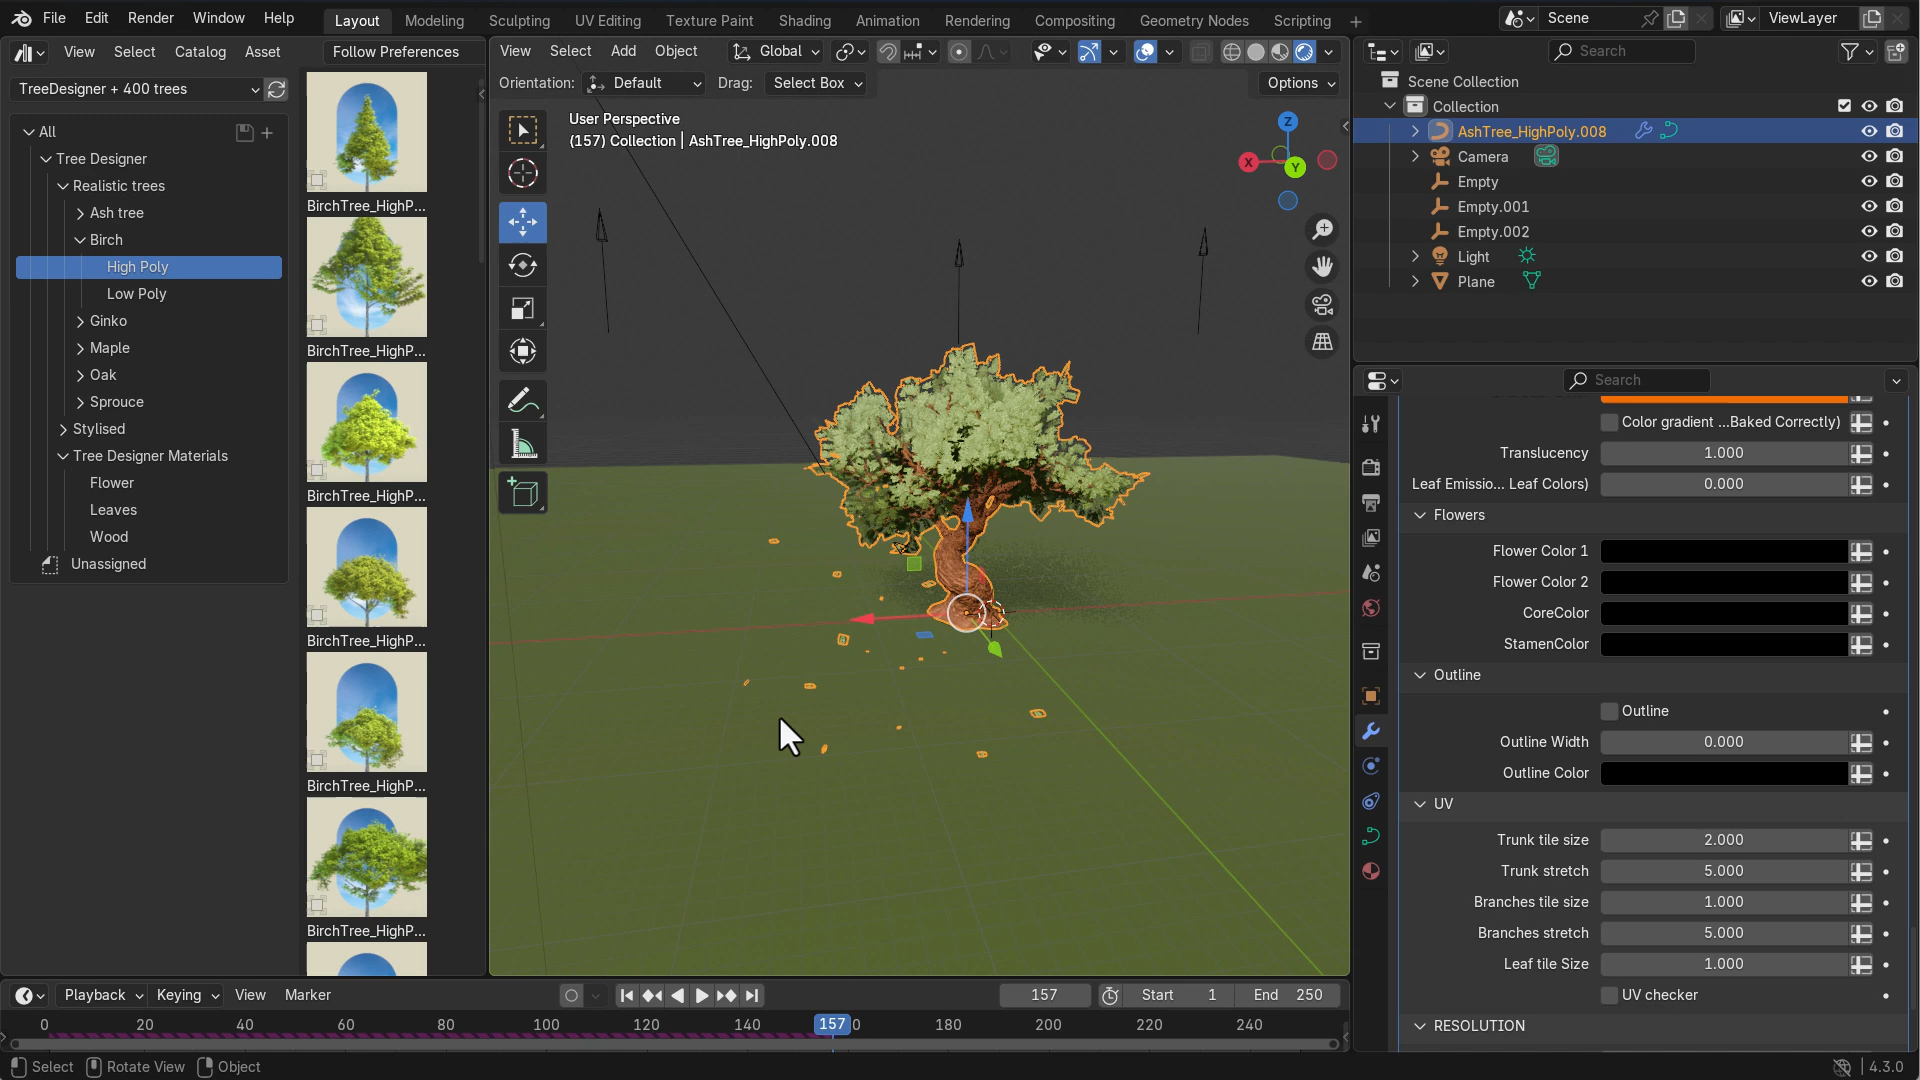 File Edit Render Window Help Layout Modeling Sculpting UV Editing Texture Paint Shading Animation Rendering Compositing Geometry Nodes Scripting Scene ViewLayer
View Select Catalog Asset Follow Preferences
TreeDesigner + 400 trees
All
Tree Designer
Realistic trees
Ash tree
Birch
High Poly
Low Poly
Ginko
Maple
Oak
Sprouce
Stylised
Tree Designer Materials
Flower
Leaves
Wood
Unassigned
BirchTree_HighP...
BirchTree_HighP...
BirchTree_HighP...
BirchTree_HighP...
BirchTree_HighP...
BirchTree_HighP...
View Select Add Object Global
Orientation: Default Drag: Select Box Options
User Perspective
(157) Collection | AshTree_HighPoly.008
Z
X
Y
Search
Scene Collection
Collection
AshTree_HighPoly.008
Camera
Empty
Empty.001
Empty.002
Light
Plane
Search
Color gradient ...Baked Correctly)
Translucency 1.000
Leaf Emissio... Leaf Colors) 0.000
Flowers
Flower Color 1
Flower Color 2
CoreColor
StamenColor
Outline
Outline
Outline Width 0.000
Outline Color
UV
Trunk tile size 2.000
Trunk stretch 5.000
Branches tile size 1.000
Branches stretch 5.000
Leaf tile Size 1.000
UV checker
RESOLUTION
Playback Keying View Marker 157 Start 1 End 250
0 20 40 60 80 100 120 140 157 0 180 200 220 240
Select Rotate View Object 4.3.0